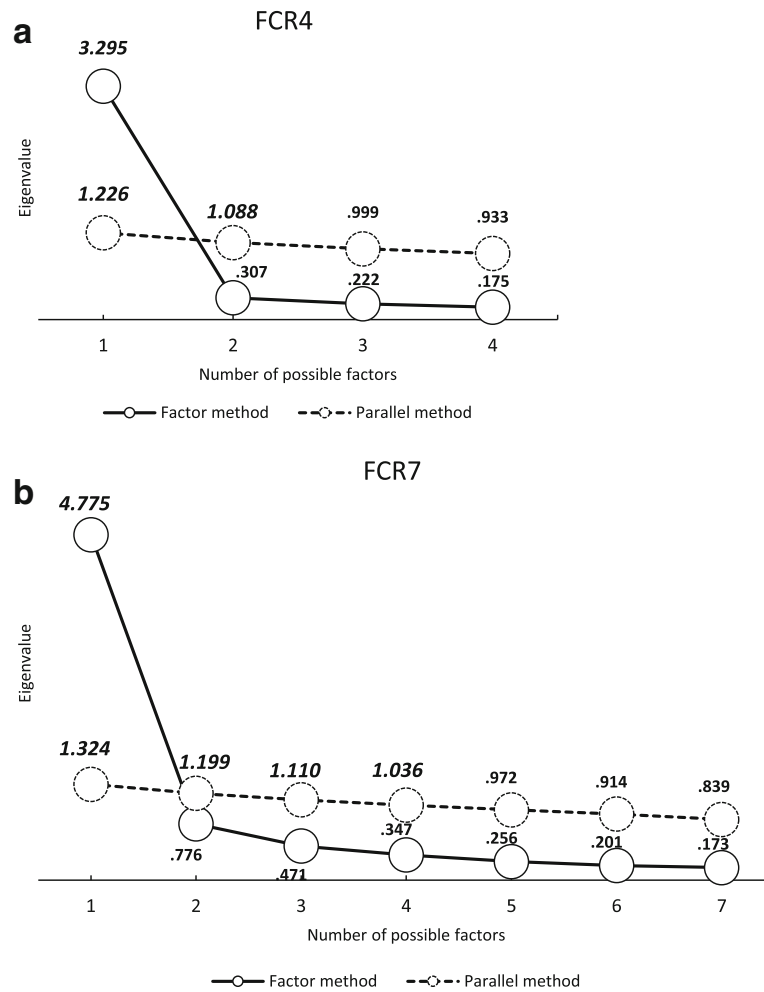 a
FCR4
3.295
Eigenvalue
1.226
1.088
.999
.933
.307
.222
.175
1 2 3 4
Number of possible factors
Factor method Parallel method
b
FCR7
4.775
Eigenvalue
1.324
1.199
1.110
1.036
.972
.914
.839
.776
.471
.347
.256
.201
.173
1 2 3 4 5 6 7
Number of possible factors
Factor method Parallel method